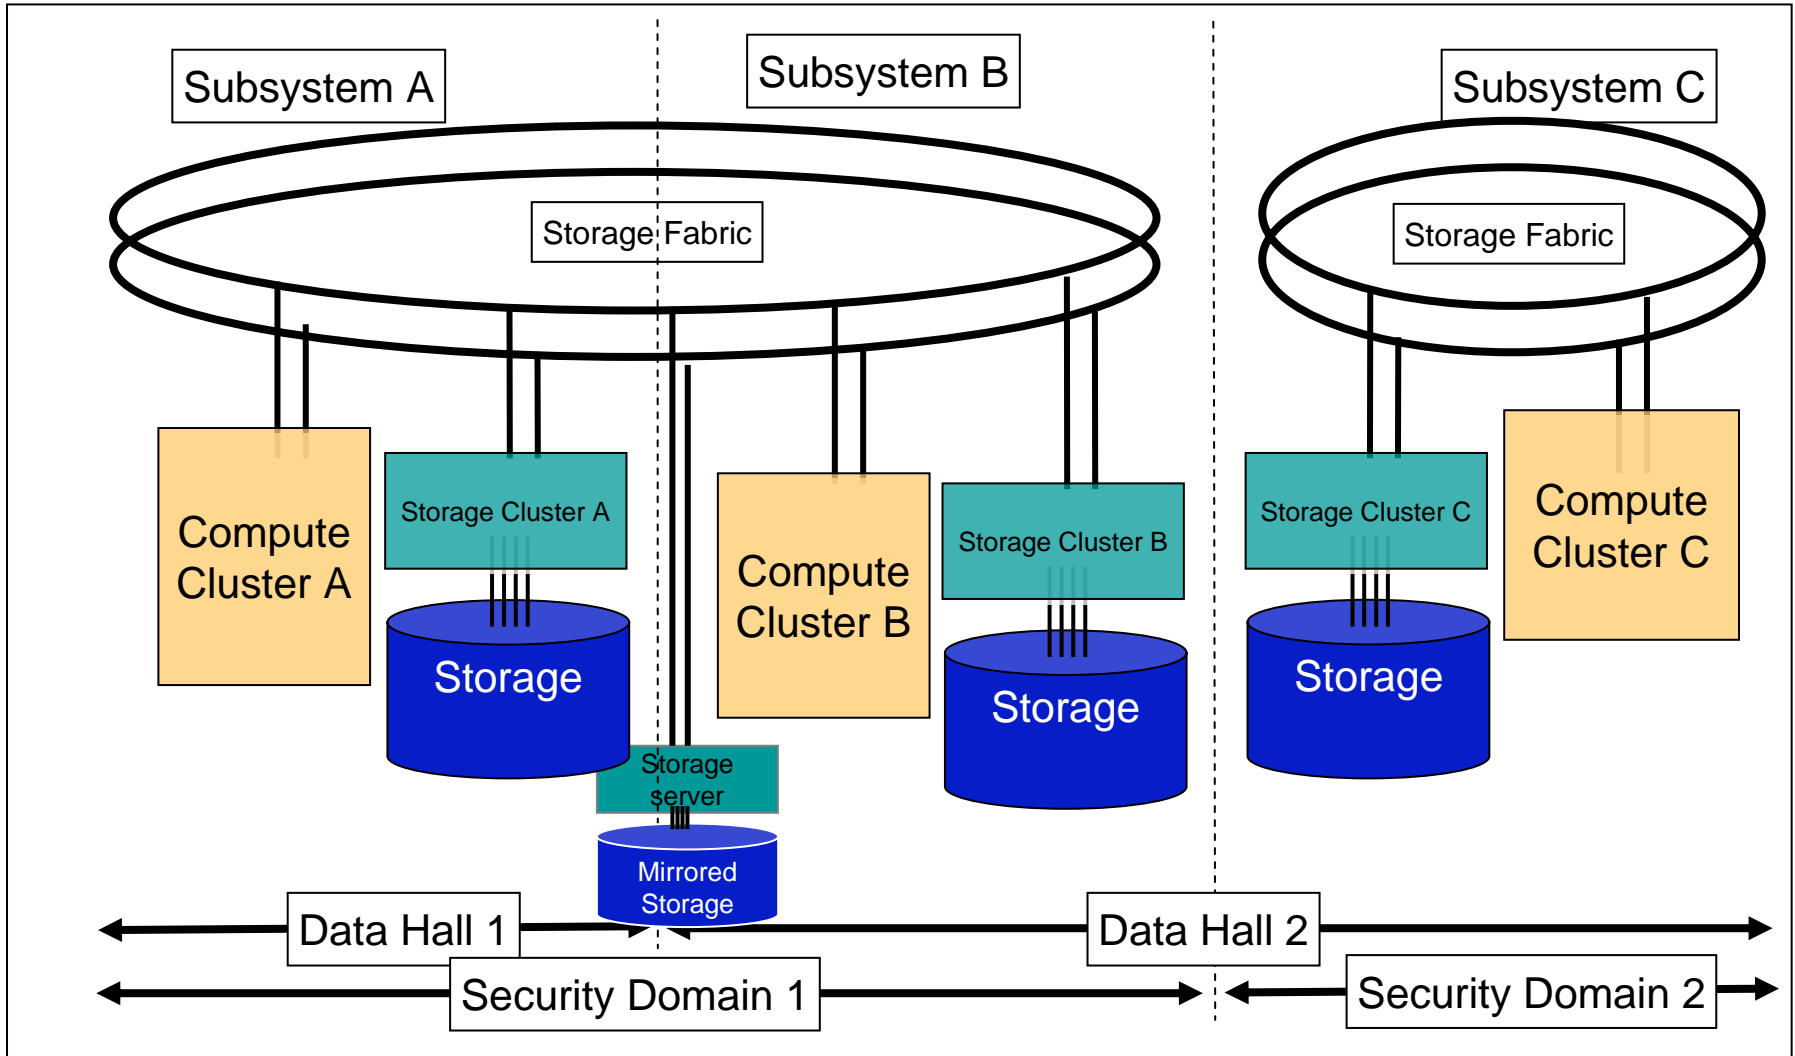 Subsystem A
Subsystem B
Subsystem C
Storage Fabric
Storage Fabric
Compute
Cluster A
Storage Cluster A
Storage
Compute
Cluster B
Storage Cluster B
Storage
Storage Cluster C
Storage
Compute
Cluster C
Storage
server
Mirrored
Storage
Data Hall 1
Data Hall 2
Security Domain 1
Security Domain 2